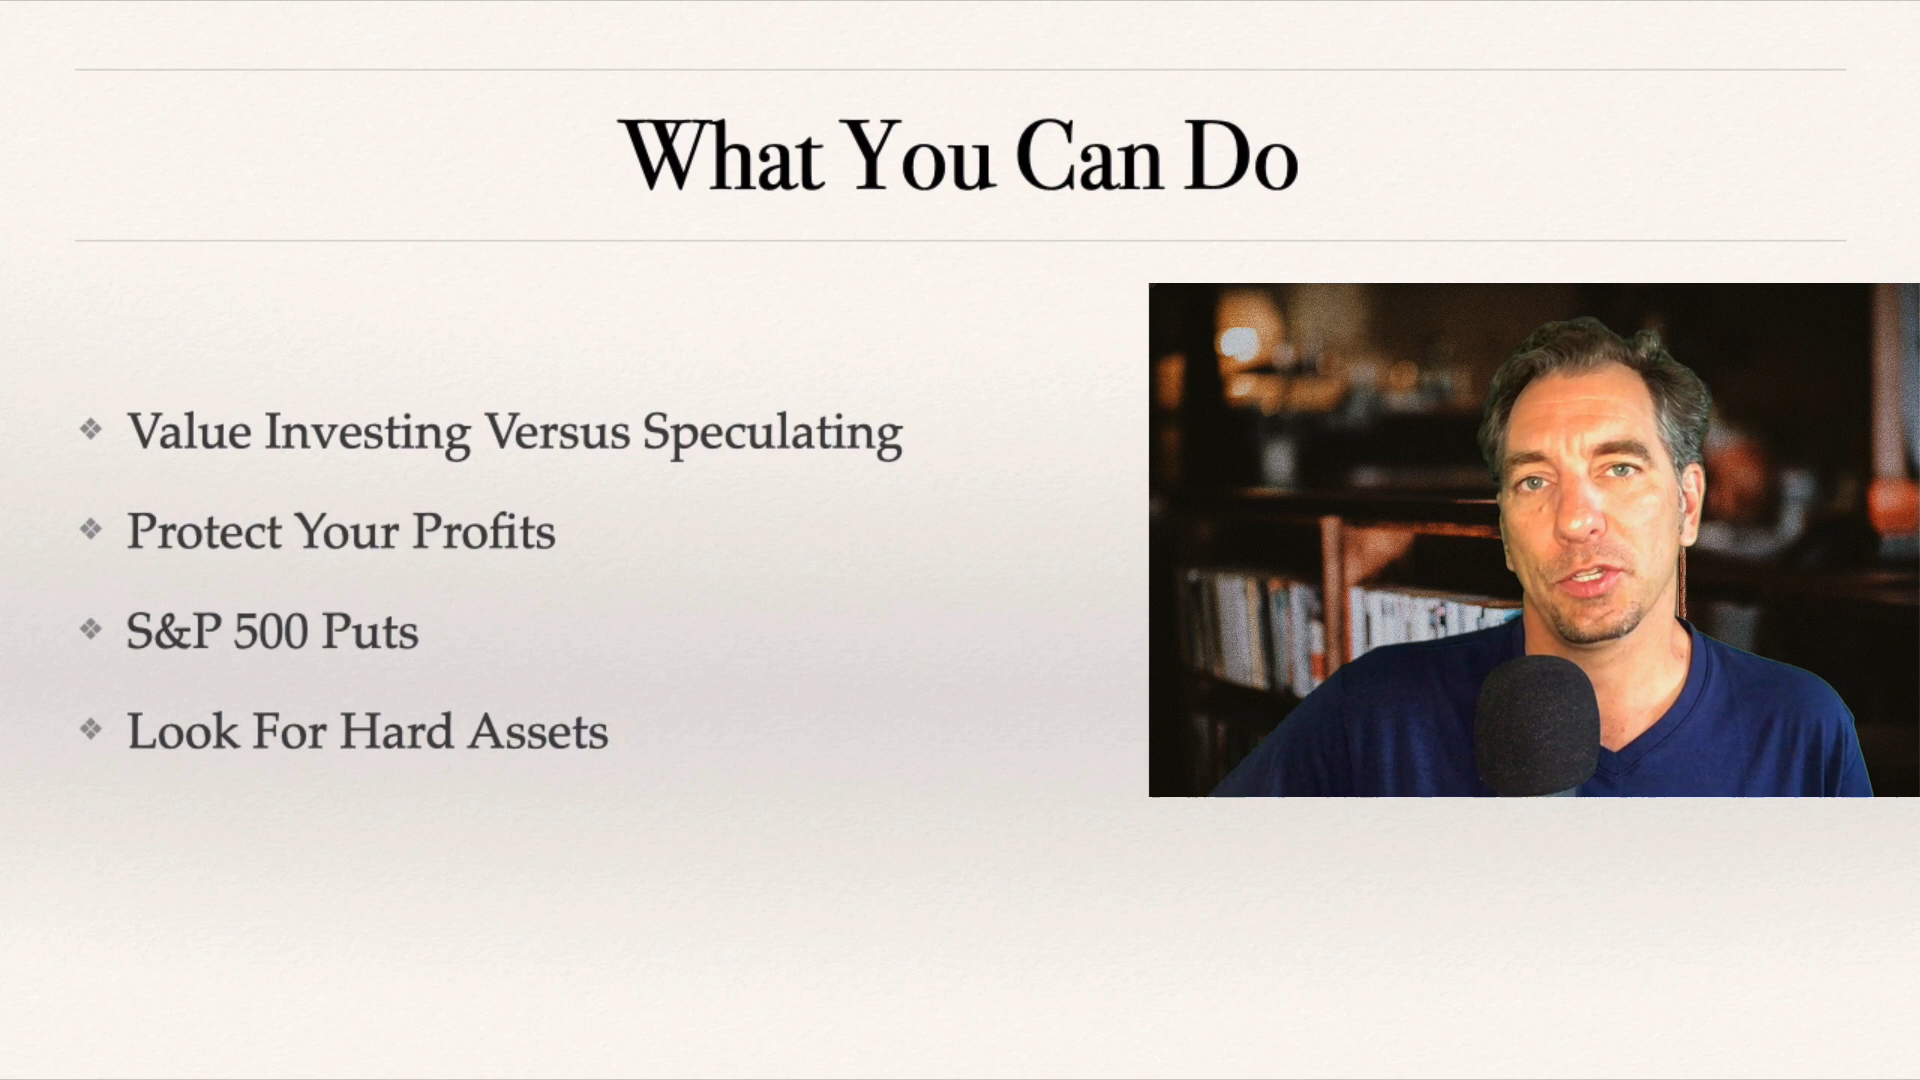 What You Can Do
Value Investing Versus Speculating
Protect Your Profits
S&P 500 Puts
Look For Hard Assets